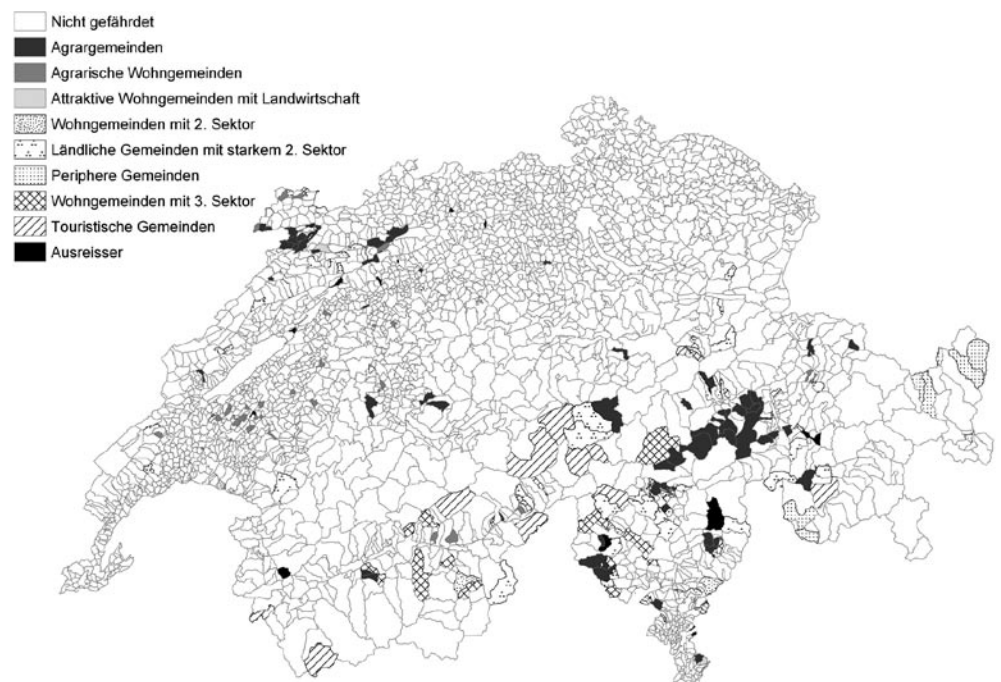 Nicht gefährdet
Agrargemeinden
Agrarische Wohngemeinden
Attraktive Wohngemeinden mit Landwirtschaft
Wohngemeinden mit 2. Sektor
Ländliche Gemeinden mit starkem 2. Sektor
Periphere Gemeinden
Wohngemeinden mit 3. Sektor
Touristische Gemeinden
Ausreisser